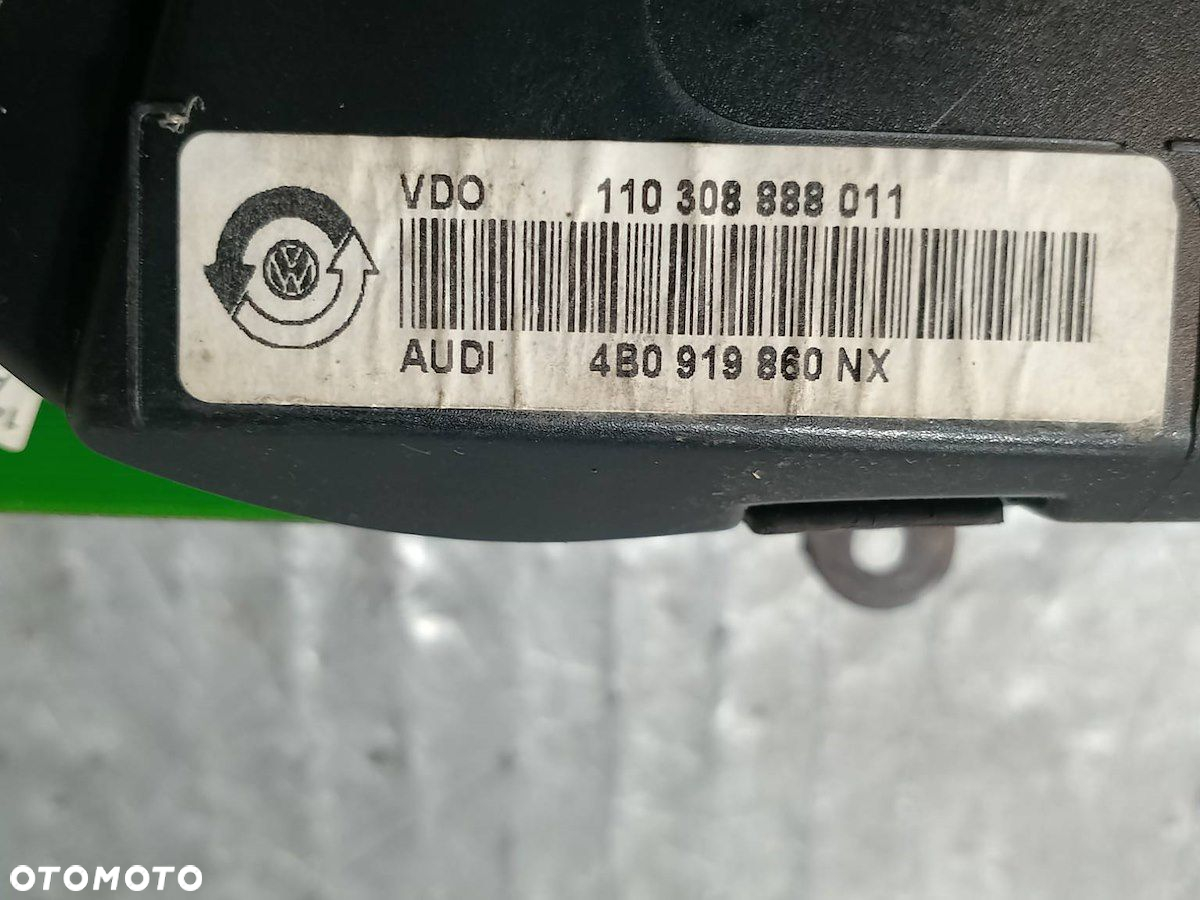 VDO 110 308 888 011
AUDI 4B0 919 860 NX
OTOMOTO